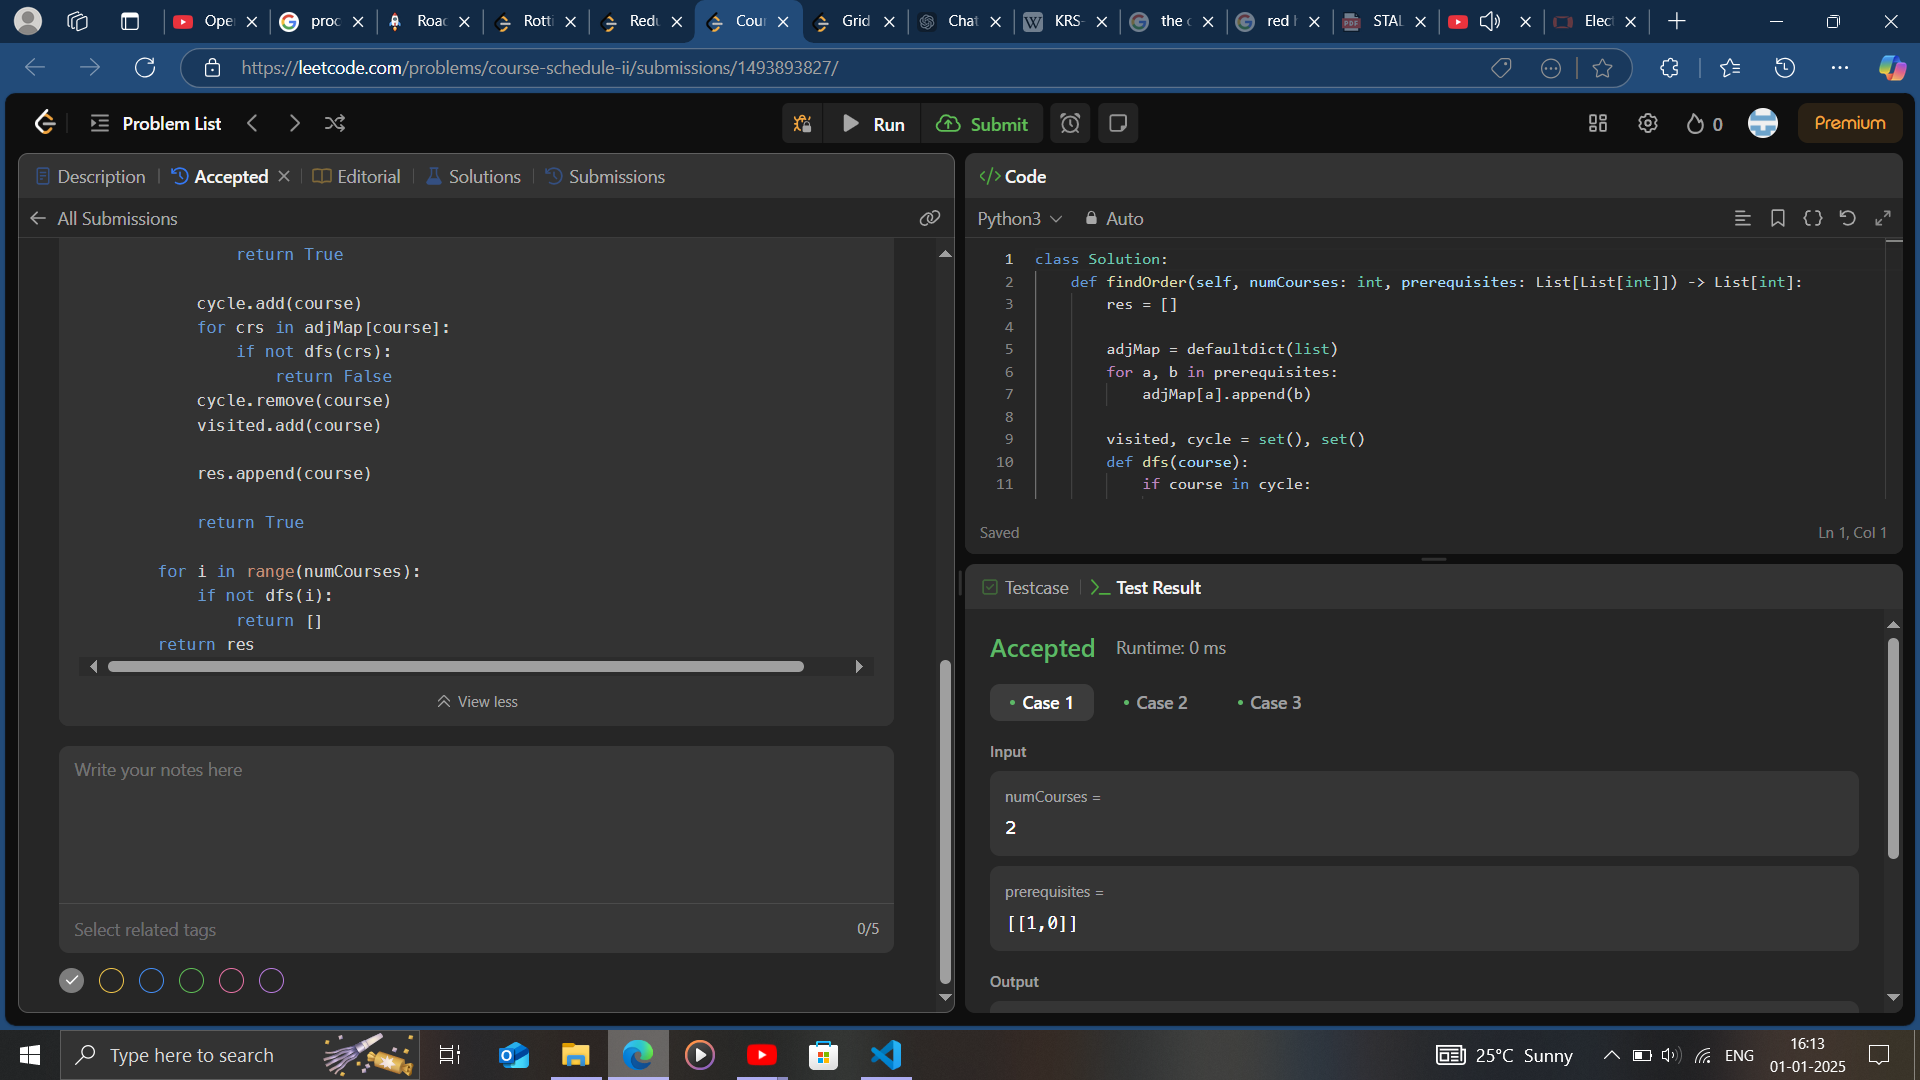 Ope
proc
Roac
Rotti
Redu
Cour
Grid
Chat
KRS-
the c
red h
STAL
Elect
https://leetcode.com/problems/course-schedule-ii/submissions/1493893827/
Problem List
Run
Submit
0
Premium
Description
Accepted
Editorial
Solutions
Submissions
All Submissions
return True
cycle.add(course)
for crs in adjMap[course]:
if not dfs(crs):
return False
cycle.remove(course)
visited.add(course)
res.append(course)
return True
for i in range(numCourses):
if not dfs(i):
return []
return res
View less
Write your notes here
Select related tags
0/5
</> Code
Python3
Auto
1 class Solution:
2 def findOrder(self, numCourses: int, prerequisites: List[List[int]]) -> List[int]:
3 res = []
4
5 adjMap = defaultdict(list)
6 for a, b in prerequisites:
7 adjMap[a].append(b)
8
9 visited, cycle = set(), set()
10 def dfs(course):
11 if course in cycle:
Saved
Ln 1, Col 1
Testcase
>_ Test Result
Accepted Runtime: 0 ms
Case 1
Case 2
Case 3
Input
numCourses =
2
prerequisites =
[[1,0]]
Output
Type here to search
25°C Sunny
ENG
16:13
01-01-2025